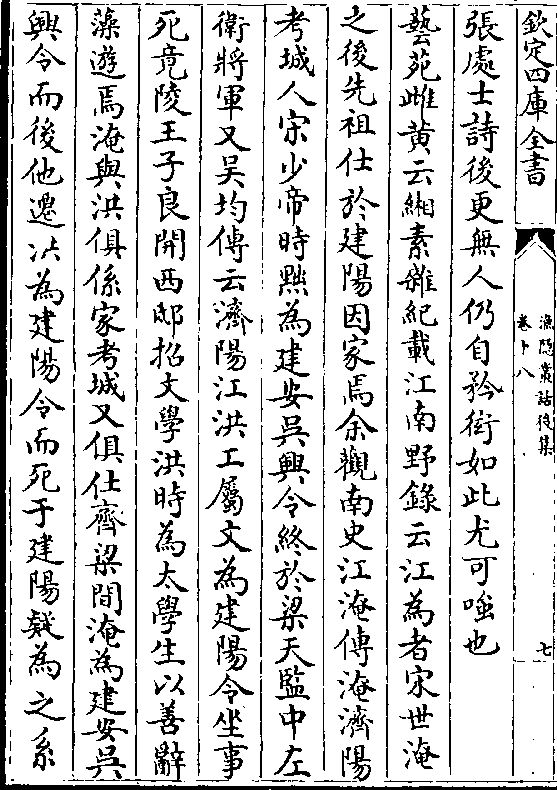 欽定四庫全書
漁隱叢話後集
卷十八
七
張處士詩後更無人仍自矜衒如此尤可嗤也
藝苑雌黄云緗素雜紀載江南野錄云江為者宋世淹
之後先祖仕於建陽因家焉余觀南史江淹傳淹濟陽
考城人宋少帝時黜為建安吳興令終於梁天監中左
衛將軍又吳均傳云濟陽江洪工屬文為建陽令坐事
死竟陵王子良開西邸招文學洪時為太學生以善辭
藻遊焉淹與洪俱係家考城又俱仕齊梁間淹為建安吳
興令而後他遷洪為建陽令而死于建陽疑為之系